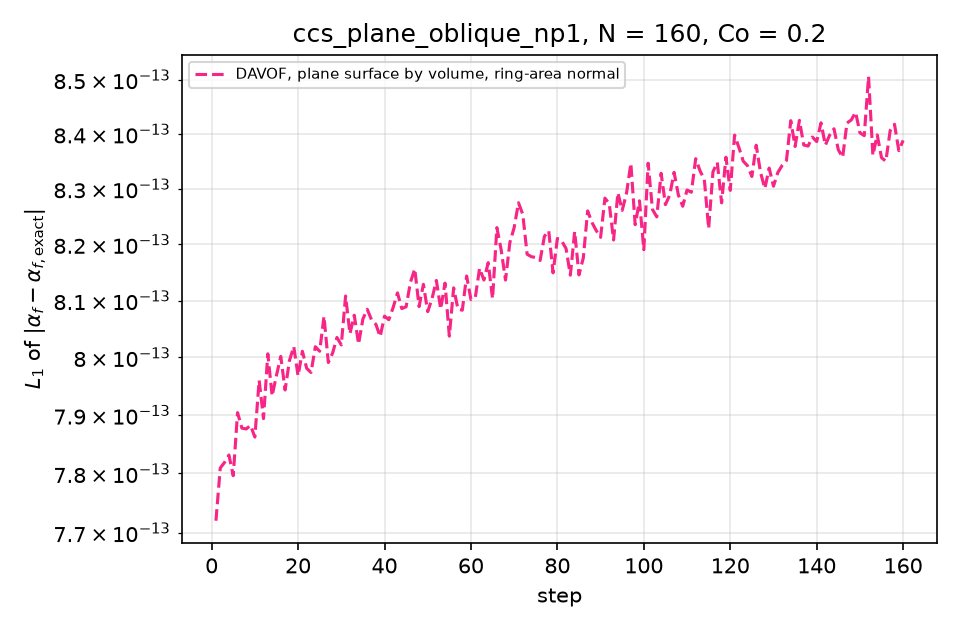 ccs_plane_oblique_np1, N = 160, Co = 0.2
DAVOF, plane surface by volume, ring-area normal
8.5 × 10⁻¹³
8.4 × 10⁻¹³
8.3 × 10⁻¹³
8.2 × 10⁻¹³
8.1 × 10⁻¹³
8 × 10⁻¹³
7.9 × 10⁻¹³
7.8 × 10⁻¹³
7.7 × 10⁻¹³
L₁ of |α_f − α_{f, exact}|
0 20 40 60 80 100 120 140 160
step